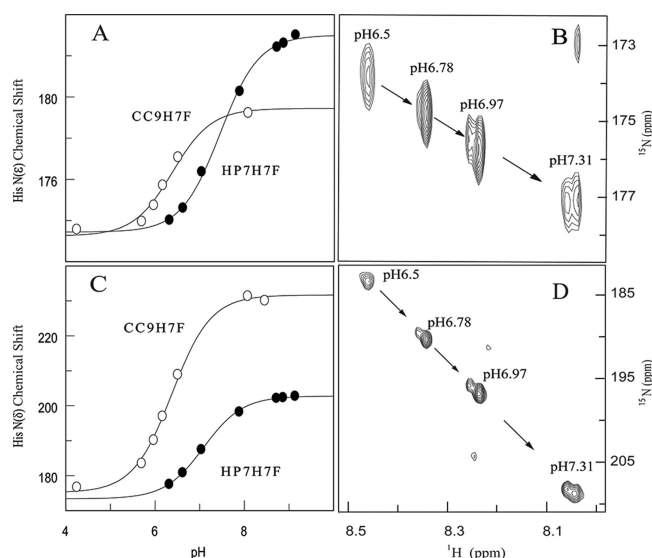 A
His N(ε) Chemical Shift
180
176
CC9H7F
HP7H7F
B
pH6.5
pH6.78
pH6.97
pH7.31
173
175
177
15N (ppm)
C
His N(δ) Chemical Shift
220
200
180
CC9H7F
HP7H7F
4 6 8
pH
D
pH6.5
pH6.78
pH6.97
pH7.31
185
195
205
15N (ppm)
8.5 8.3 8.1
1H (ppm)